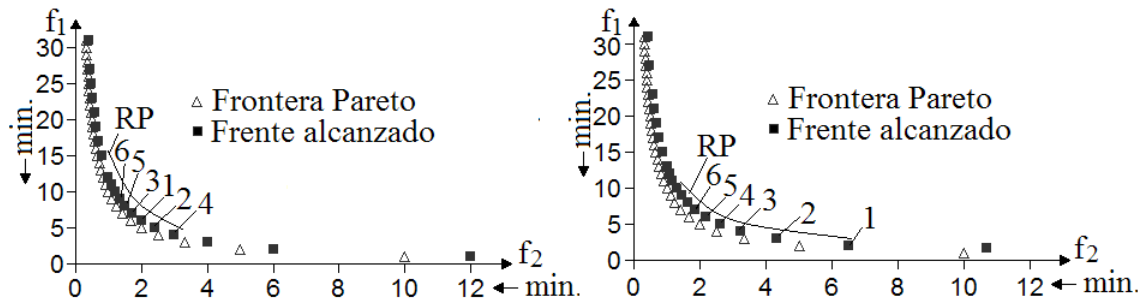 f1
30
25
20
15
10
5
0
min.
△ Frontera Pareto
■ Frente alcanzado
RP
6 5 3 1 2 4
f2
0 2 4 6 8 10 12 min.
f1
30
25
20
15
10
5
0
min.
△ Frontera Pareto
■ Frente alcanzado
RP
6 5 4 3 2 1
f2
0 2 4 6 8 10 12 min.